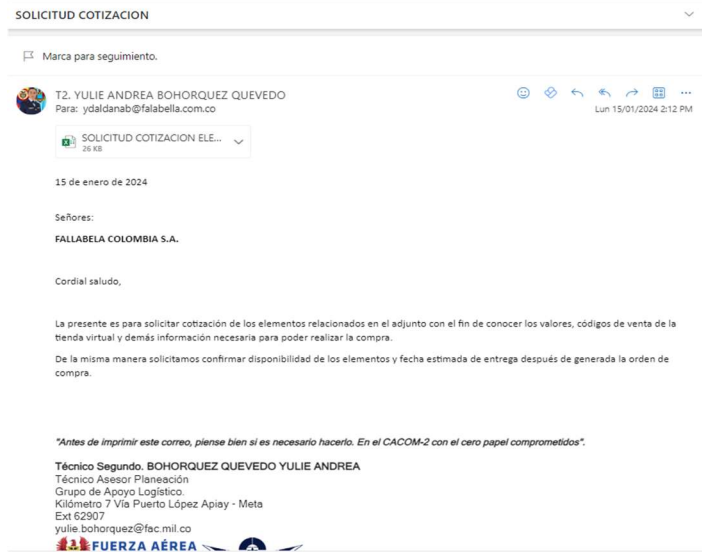 SOLICITUD COTIZACION
Marca para seguimiento.
T2. YULIE ANDREA BOHORQUEZ QUEVEDO
Para: ydaldanab@falabella.com.co
Lun 15/01/2024 2:12 PM
SOLICITUD COTIZACION ELE...
26 KB
15 de enero de 2024
Señores:
FALLABELA COLOMBIA S.A.
Cordial saludo,
La presente es para solicitar cotización de los elementos relacionados en el adjunto con el fin de conocer los valores, códigos de venta de la
tienda virtual y demás información necesaria para poder realizar la compra.
De la misma manera solicitamos confirmar disponibilidad de los elementos y fecha estimada de entrega después de generada la orden de
compra.
"Antes de imprimir este correo, piense bien si es necesario hacerlo. En el CACOM-2 con el cero papel comprometidos".
Técnico Segundo. BOHORQUEZ QUEVEDO YULIE ANDREA
Técnico Asesor Planeación
Grupo de Apoyo Logístico.
Kilómetro 7 Vía Puerto López Apiay - Meta
Ext 62907
yulie.bohorquez@fac.mil.co
FUERZA AÉREA